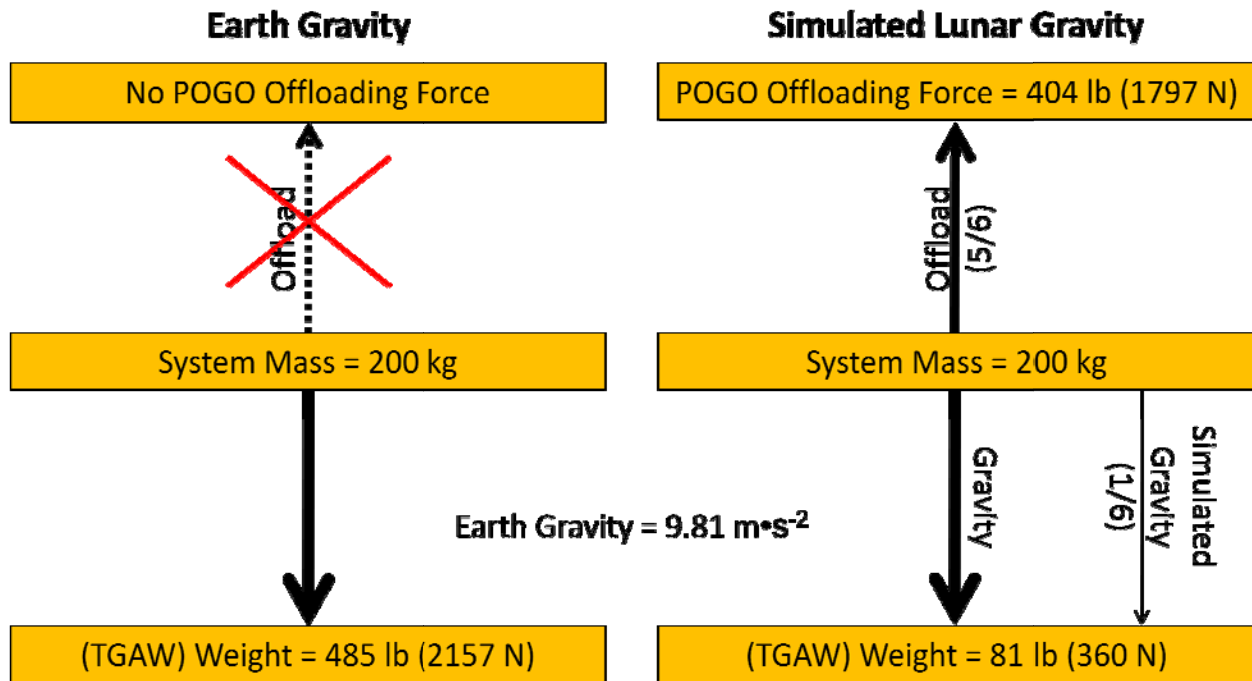 Earth Gravity
No POGO Offloading Force
Offload
System Mass = 200 kg
(TGAW) Weight = 485 lb (2157 N)
Earth Gravity = 9.81 m•s⁻²
Simulated Lunar Gravity
POGO Offloading Force = 404 lb (1797 N)
Offload
(5/6)
System Mass = 200 kg
Gravity
Simulated
Gravity
(1/6)
(TGAW) Weight = 81 lb (360 N)